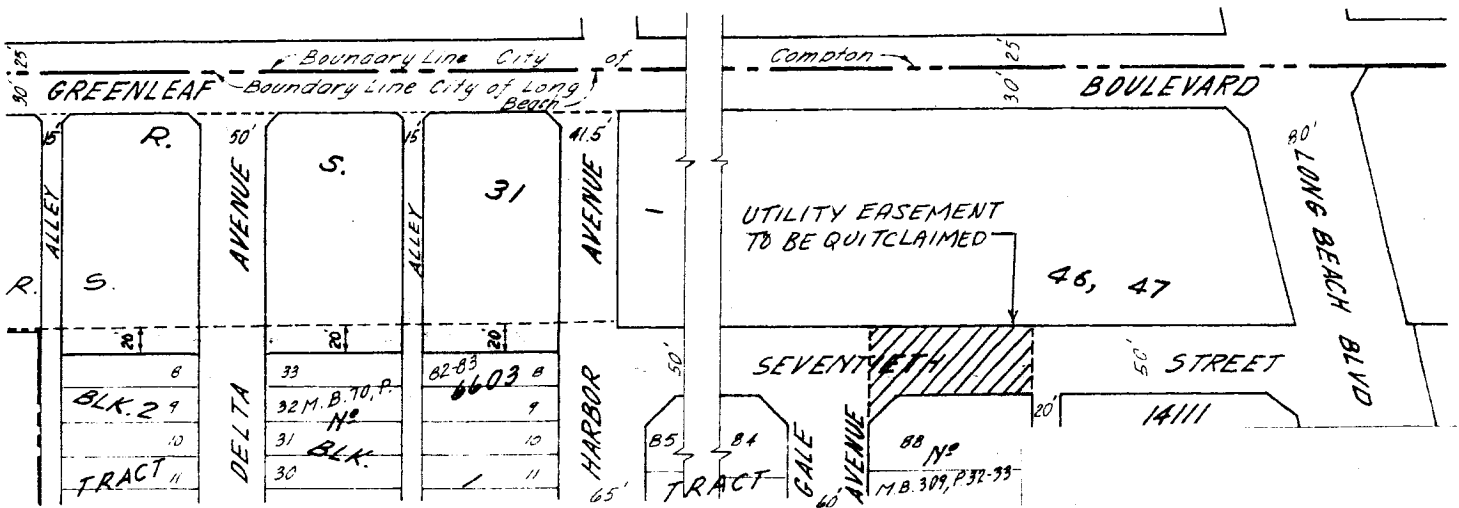 25'
30'
Boundary Line City of Compton
25'
30'
GREENLEAF
Boundary Line City of Long
Beach
BOULEVARD
15'
R.
50'
S.
15'
31
41.5'
1
80'
ALLEY
AVENUE
ALLEY
AVENUE
UTILITY EASEMENT
TO BE QUITCLAIMED
LONG BEACH BLVD
R.
S.
46, 47
20'
20'
20'
SEVENTIETH
STREET
50'
50'
8
33
82-83
6603
8
BLK. 2
9
32
M.B. 70, P.
9
Nº
20'
14111
10
31
BLK.
10
85
84
88
Nº
TRACT
11
30
1
11
DELTA
HARBOR
65'
TRACT
GALE
AVENUE
60'
M.B. 309, P. 32-33